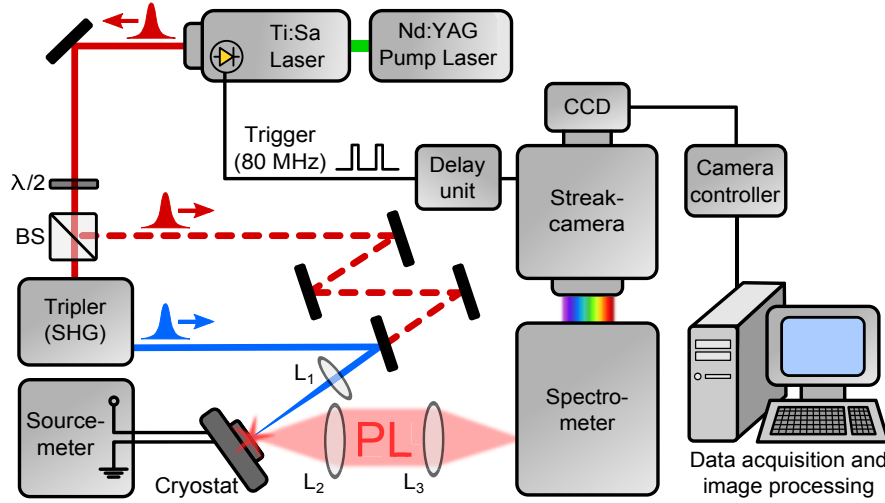 Ti:Sa
Laser
Nd:YAG
Pump Laser
CCD
Trigger
(80 MHz)
Delay
unit
Streak-
camera
Camera
controller
λ/2
BS
Tripler
(SHG)
L1
Source-
meter
Spectro-
meter
PL
L2
L3
Cryostat
Data acquisition and
image processing